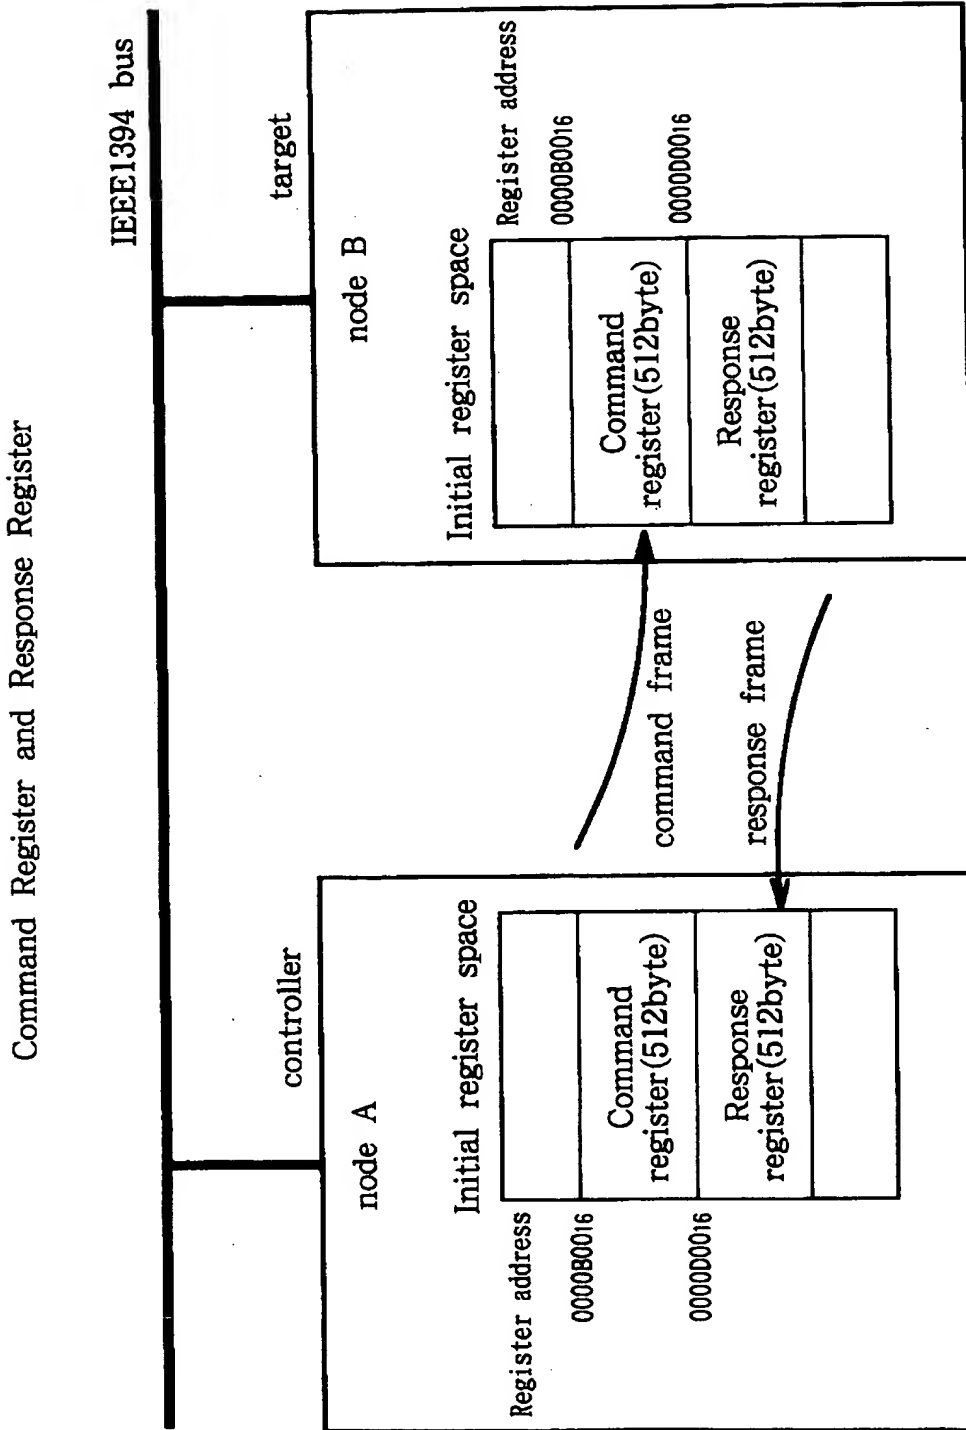 Command Register and Response Register
IEEE1394 bus
controller
target
node A
node B
Initial register space
Initial register space
Register address
Register address
0000B0016
0000B0016
Command
register(512byte)
Command
register(512byte)
command frame
0000D0016
0000D0016
Response
register(512byte)
Response
register(512byte)
response frame